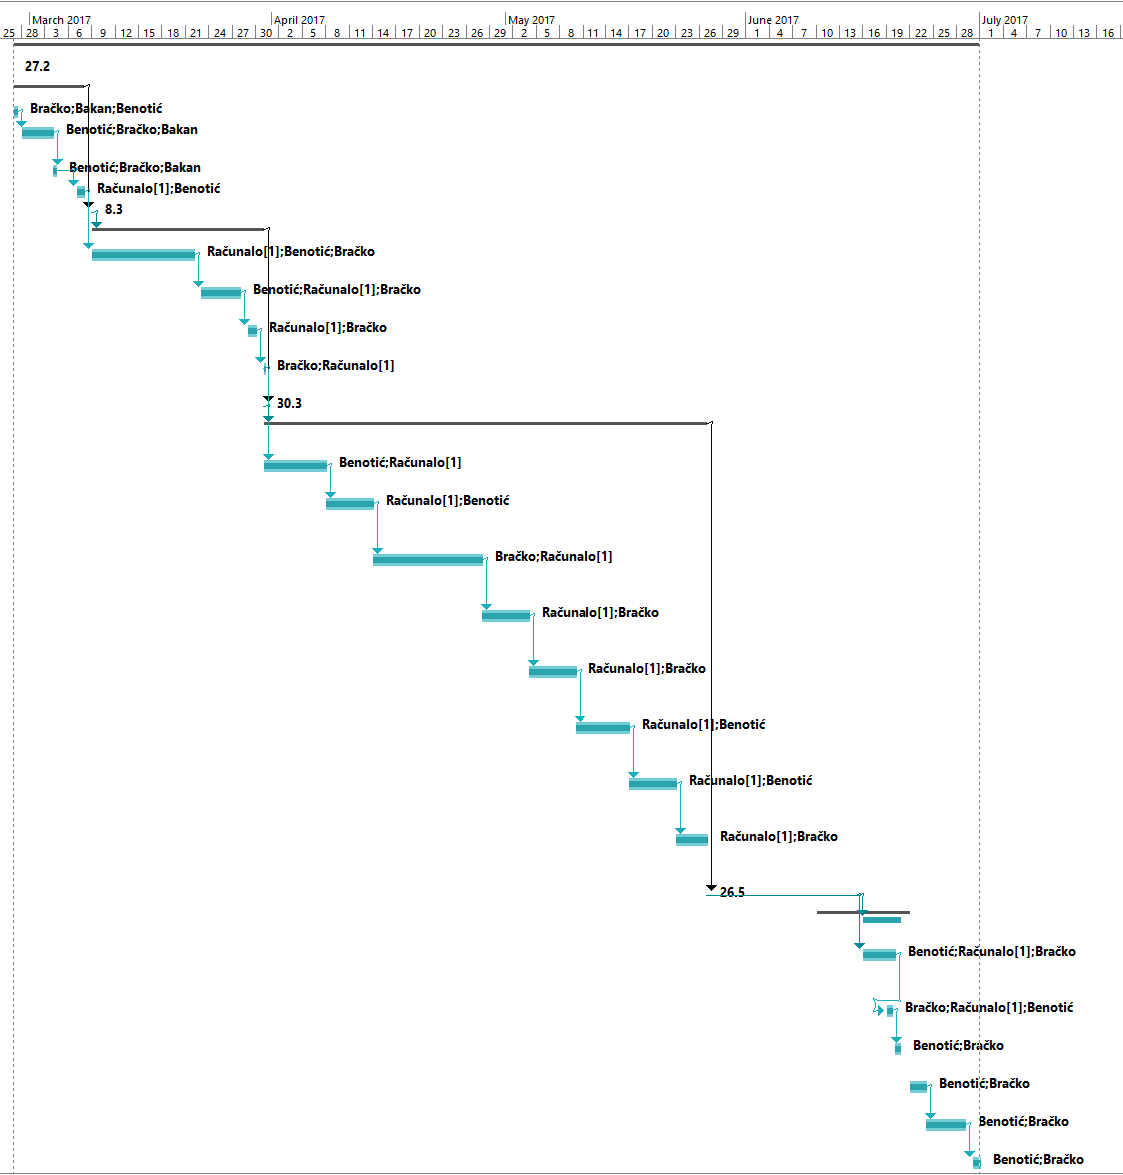 March 2017 April 2017 May 2017 June 2017 July 2017
25 28 3 6 9 12 15 18 21 24 27 30 2 5 8 11 14 17 20 23 26 29 2 5 8 11 14 17 20 23 26 29 1 4 7 10 13 16 19 22 25 28 1 4 7 10 13 16
27.2
Bračko;Bakan;Benotić
Benotić;Bračko;Bakan
Benotić;Bračko;Bakan
Računalo[1];Benotić
8.3
Računalo[1];Benotić;Bračko
Benotić;Računalo[1];Bračko
Računalo[1];Bračko
Bračko;Računalo[1]
30.3
Benotić;Računalo[1]
Računalo[1];Benotić
Bračko;Računalo[1]
Računalo[1];Bračko
Računalo[1];Bračko
Računalo[1];Benotić
Računalo[1];Benotić
Računalo[1];Bračko
26.5
Benotić;Računalo[1];Bračko
Bračko;Računalo[1];Benotić
Benotić;Bračko
Benotić;Bračko
Benotić;Bračko
Benotić;Bračko